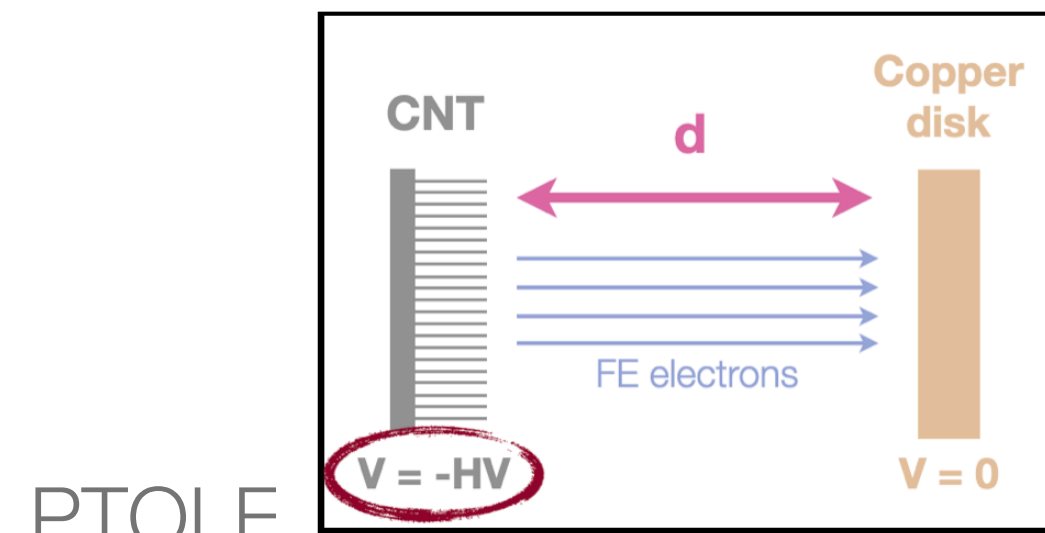 CNT
Copper
disk
d
FE electrons
V = -HV
V = 0